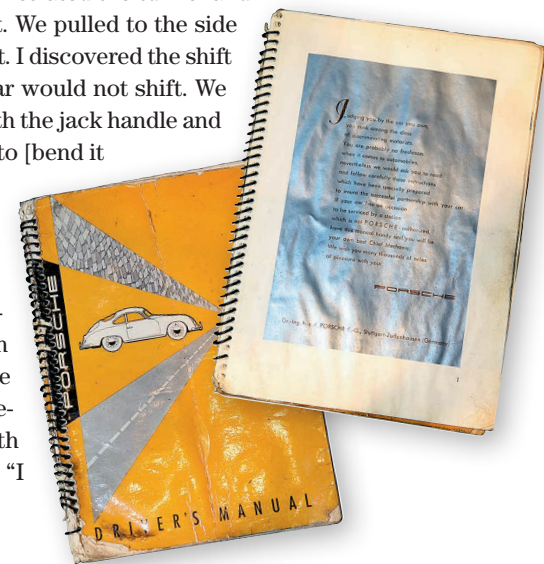 t. We pulled to the side
t. I discovered the shift
ar would not shift. We
th the jack handle and
to [bend it
-
n
e
e-
th
“I
PORSCHE
DRIVER'S MANUAL
Judging you by the car you own,
you rank among the
of discriminating motorists.
You are probably no freshman
when it comes to automobiles,
nevertheless we would ask you to read
and follow carefully these instructions
which have been specially prepared
to insure the successful partnership with your car.
If your car has on occasion
to be serviced by a station
which is not PORSCHE-authorized,
have this manual handy and you will be
your own best Chief Mechanic.
We wish you many thousands of miles
of pleasure with your
PORSCHE
Dr.-Ing. h. c. F. PORSCHE K.-G., Stuttgart-Zuffenhausen (Germany)
1